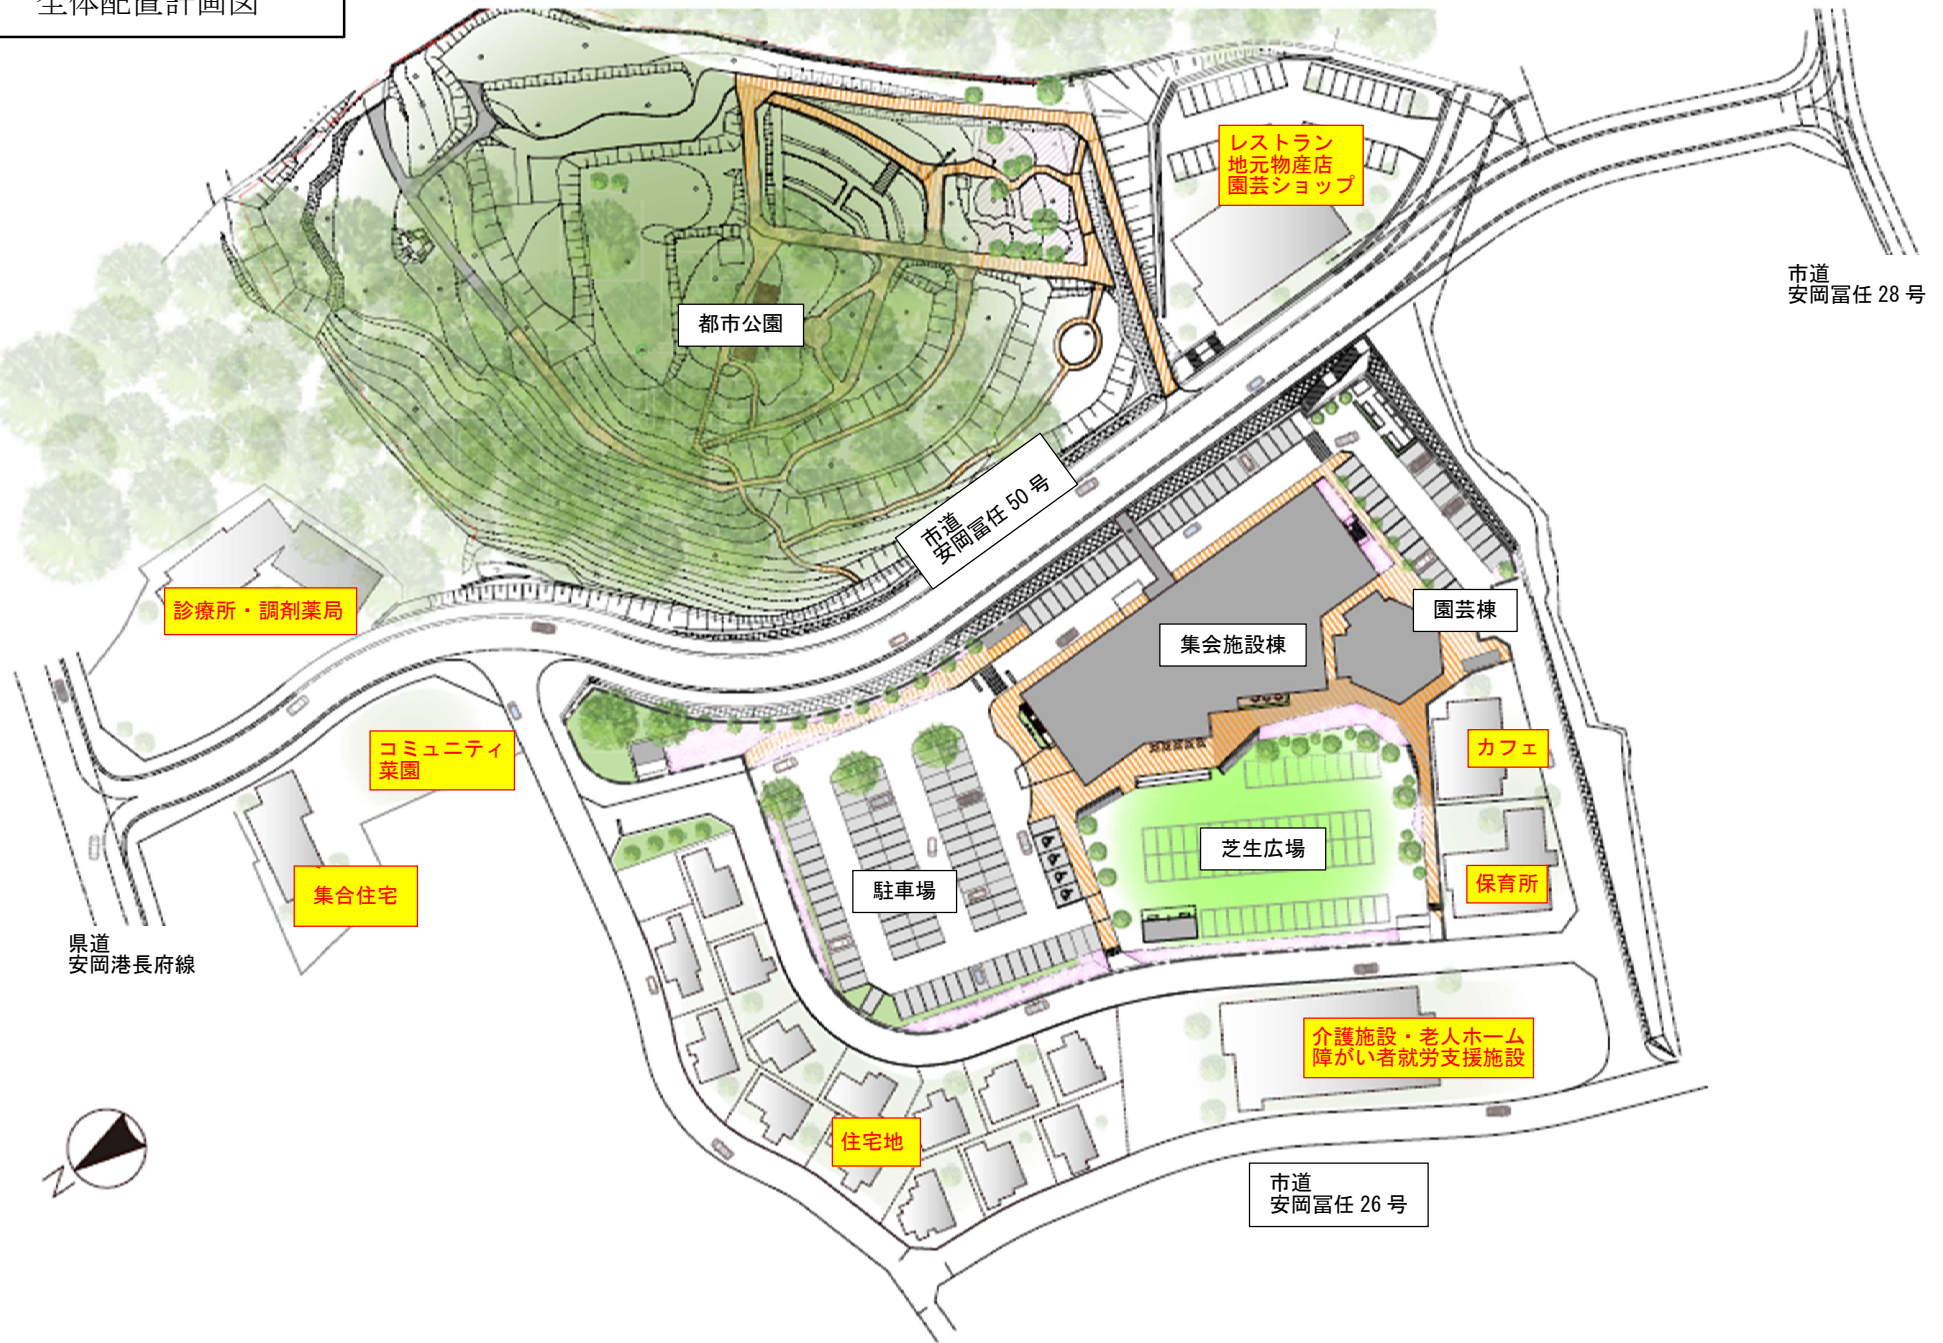 全体配置計画図
レストラン
地元物産店
園芸ショップ
市道
安岡冨任 28 号
都市公園
市道
安岡冨任 50 号
診療所・調剤薬局
園芸棟
集会施設棟
コミュニティ
菜園
カフェ
芝生広場
駐車場
保育所
集合住宅
県道
安岡港長府線
介護施設・老人ホーム
障がい者就労支援施設
住宅地
市道
安岡冨任 26 号
N